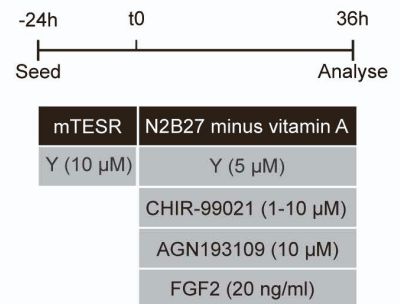 -24h t0 36h
Seed Analyse
mTESR N2B27 minus vitamin A
Y (10 µM) Y (5 µM)
CHIR-99021 (1-10 µM)
AGN193109 (10 µM)
FGF2 (20 ng/ml)